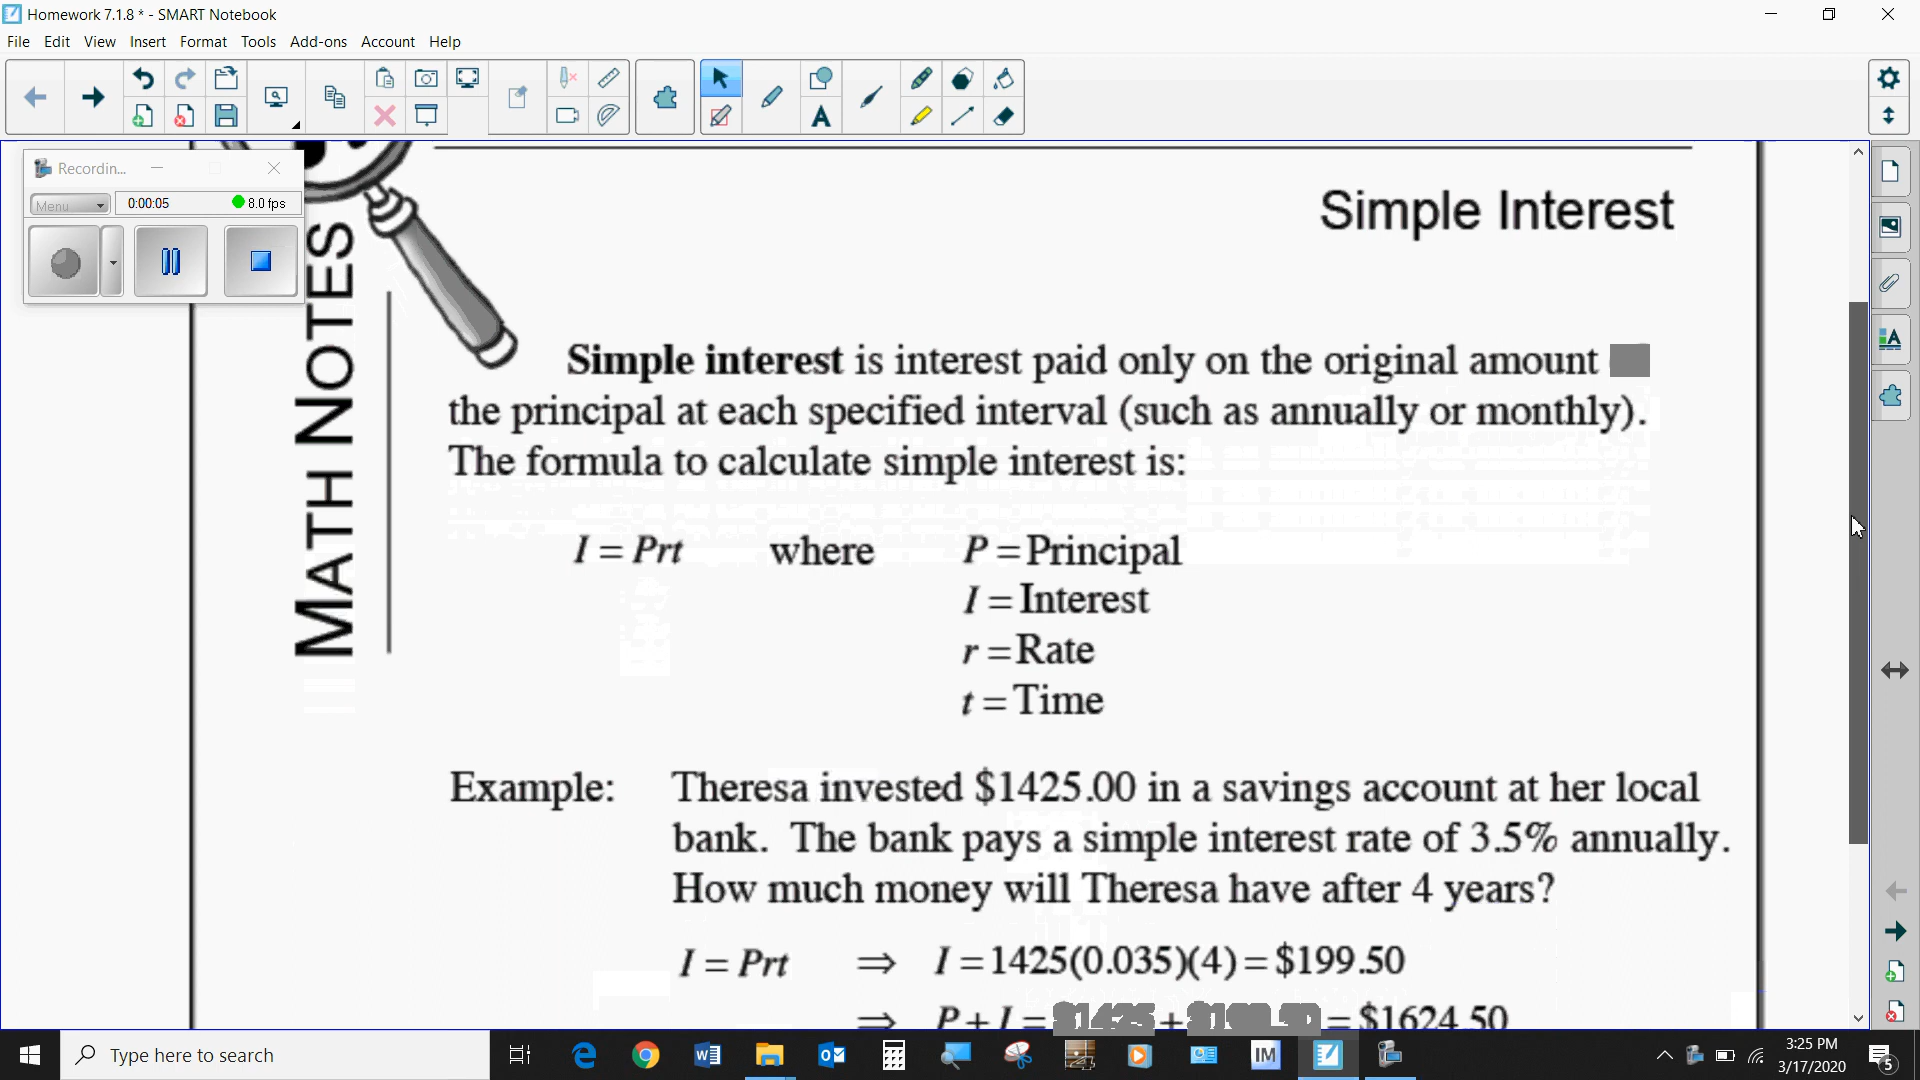 Homework 7.1.8 * - SMART Notebook
File Edit View Insert Format Tools Add-ons Account Help
Recordin...
Menu 0:00:05 8.0 fps
MATH NOTES
Simple Interest
Simple interest is interest paid only on the original amount
the principal at each specified interval (such as annually or monthly).
The formula to calculate simple interest is:
I = Prt where P = Principal
I = Interest
r = Rate
t = Time
Example: Theresa invested $1425.00 in a savings account at her local
bank. The bank pays a simple interest rate of 3.5% annually.
How much money will Theresa have after 4 years?
I = Prt ⇒ I = 1425(0.035)(4) = $199.50
⇒ P + I = $1425 + $199.50 = $1624.50
Type here to search
IM
3:25 PM
3/17/2020
5